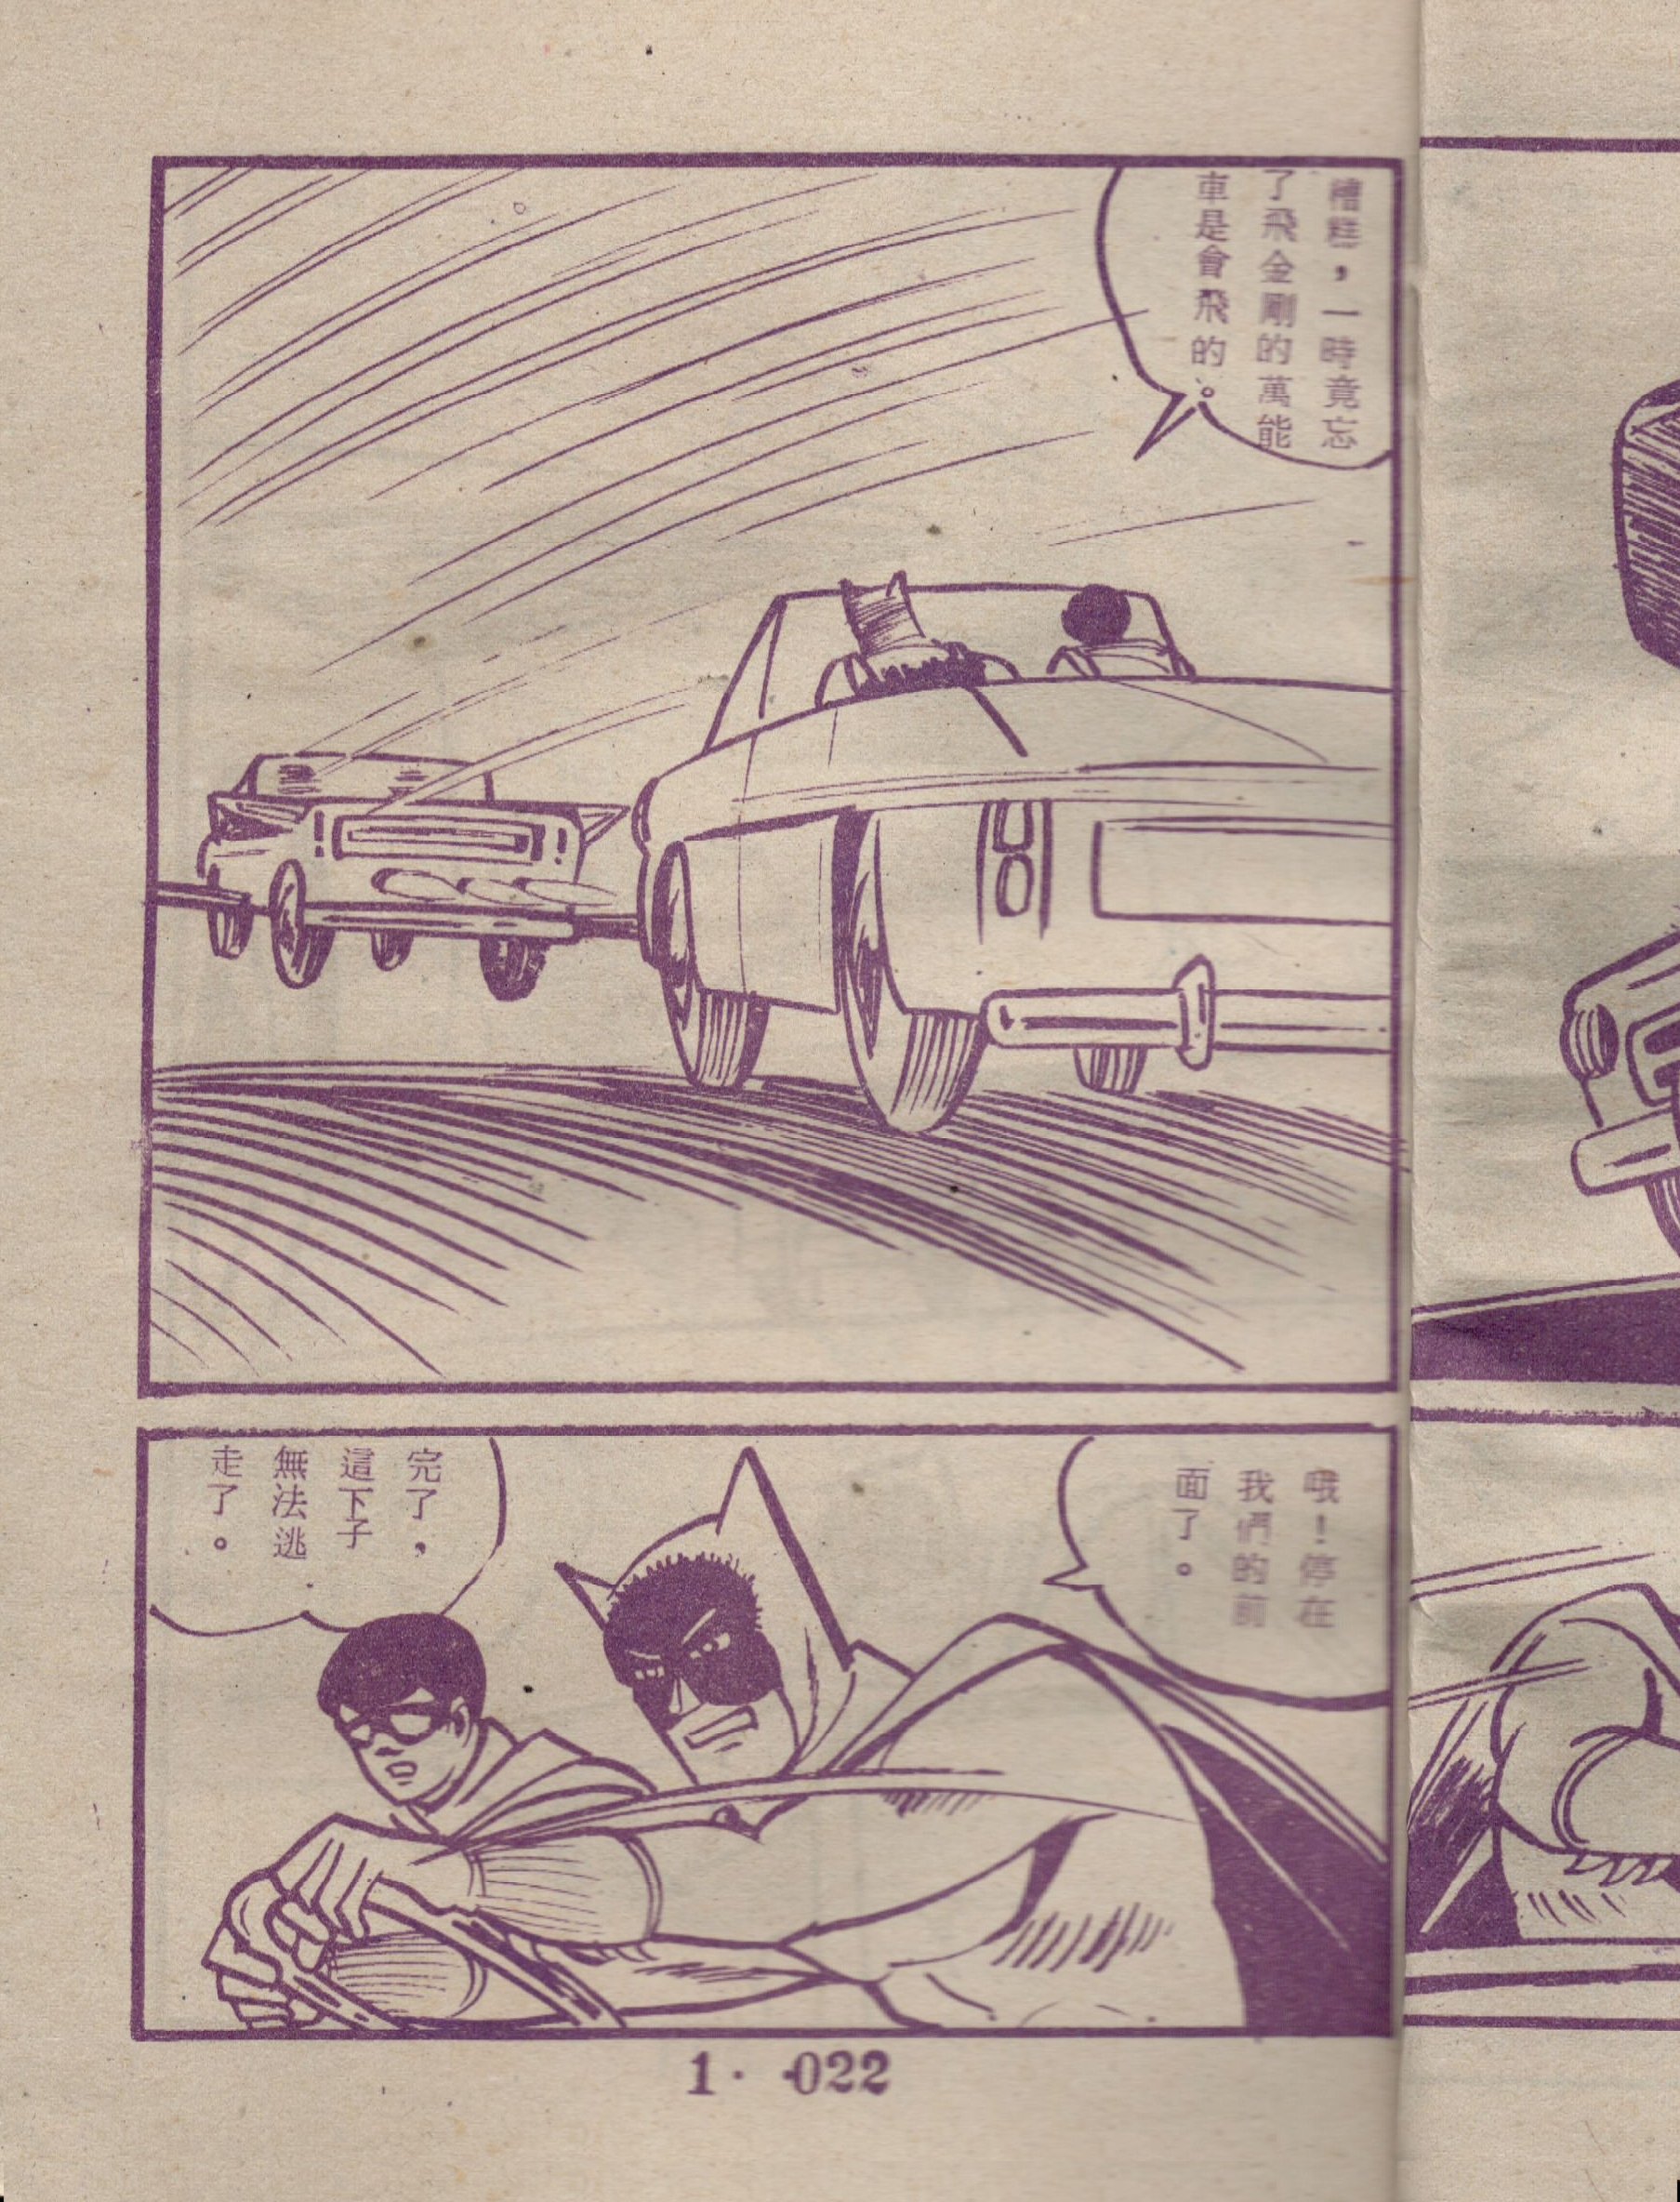 糟糕，一時竟忘
了飛金剛的萬能
車是會飛的。
哦！停在
我們的前
面了。
完了，
這下子
無法逃
走了。
1·-022